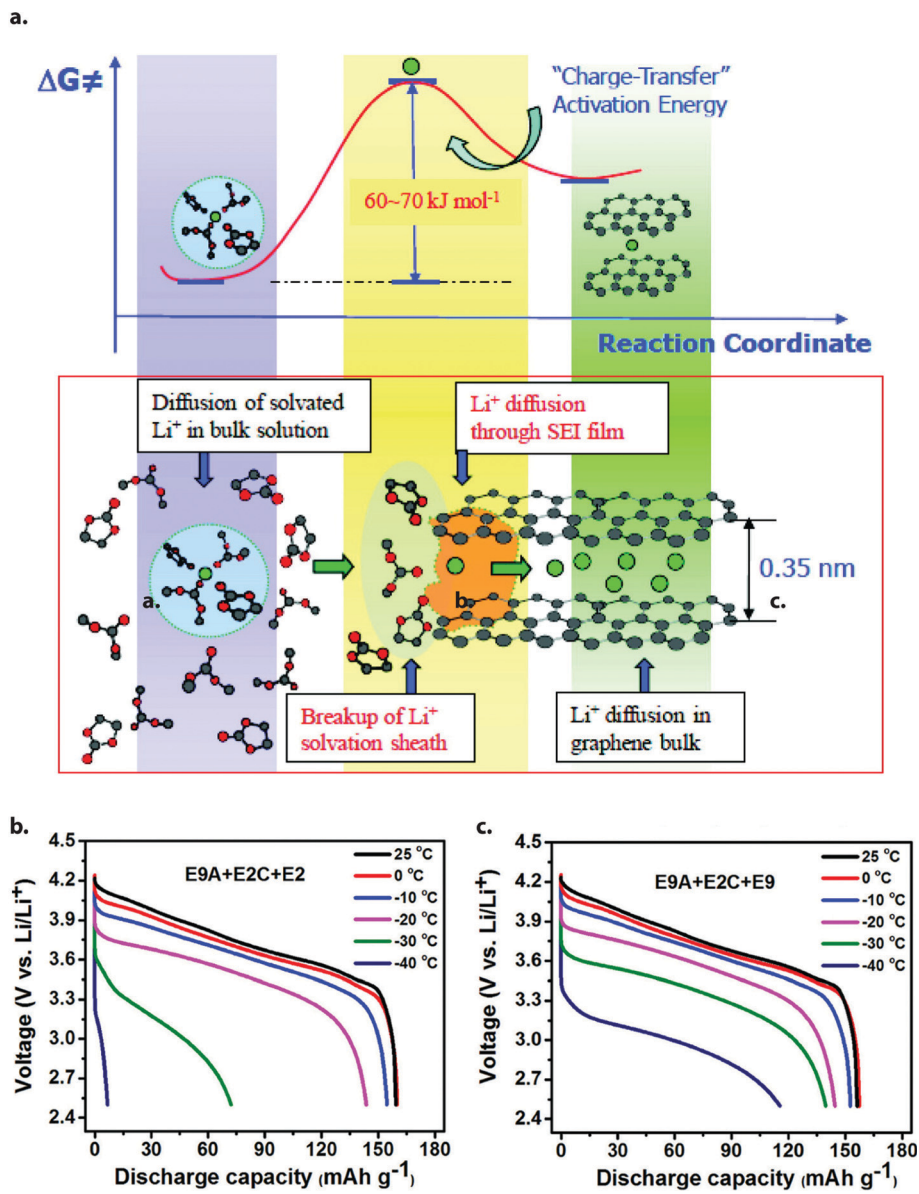 a.
ΔG≠
"Charge-Transfer"
Activation Energy
60~70 kJ mol-1
Reaction Coordinate
Diffusion of solvated
Li+ in bulk solution
Li+ diffusion
through SEI film
0.35 nm
a.
b.
c.
Breakup of Li+
solvation sheath
Li+ diffusion in
graphene bulk
b.
E9A+E2C+E2
25 °C
0 °C
-10 °C
-20 °C
-30 °C
-40 °C
Voltage (V vs. Li/Li+)
4.5
4.2
3.9
3.6
3.3
3.0
2.7
2.4
0 30 60 90 120 150 180
Discharge capacity (mAh g-1)
c.
E9A+E2C+E9
25 °C
0 °C
-10 °C
-20 °C
-30 °C
-40 °C
Voltage (V vs. Li/Li+)
4.5
4.2
3.9
3.6
3.3
3.0
2.7
2.4
0 30 60 90 120 150 180
Discharge capacity (mAh g-1)